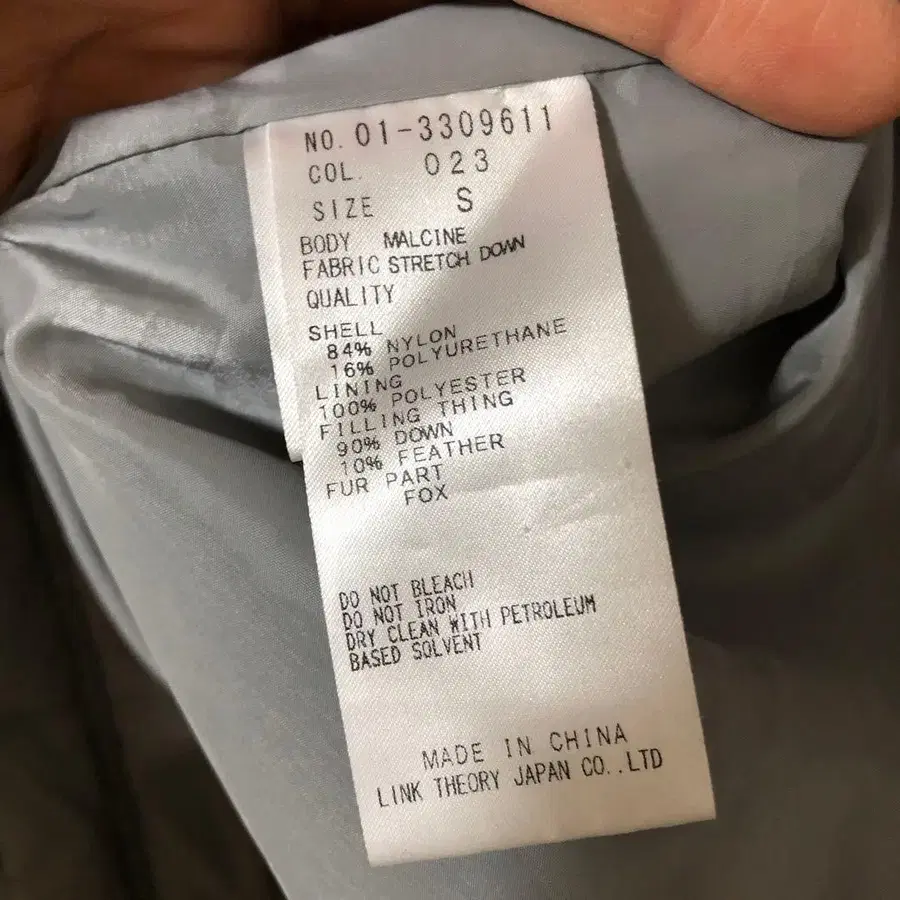 NO. 01-3309611
COL. 023
SIZE S
BODY MALCINE
FABRIC STRETCH DOWN
QUALITY
SHELL
84% NYLON
16% POLYURETHANE
LINING
100% POLYESTER
FILLING THING
90% DOWN
10% FEATHER
FUR PART
FOX
DO NOT BLEACH
DO NOT IRON
DRY CLEAN WITH PETROLEUM
BASED SOLVENT
MADE IN CHINA
LINK THEORY JAPAN CO.,LTD